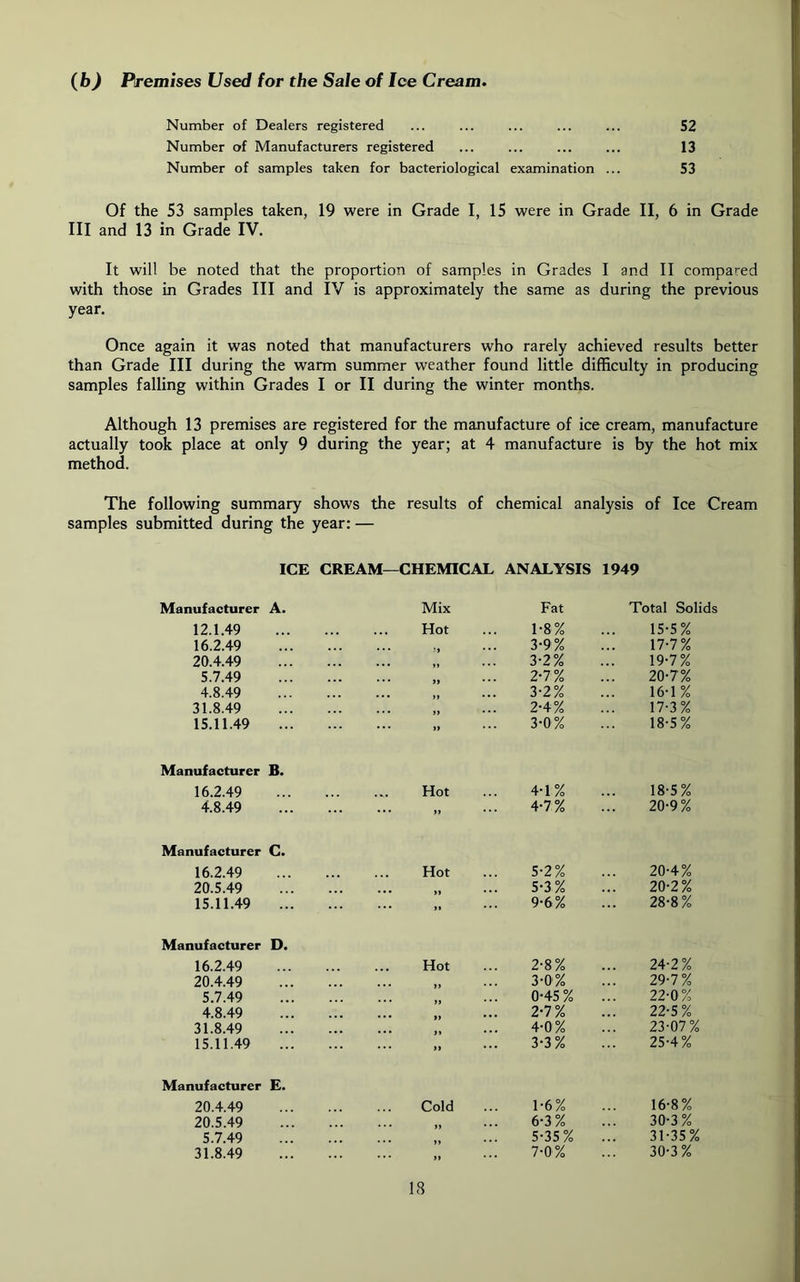 (b) Premises Used for the Sale of Ice Cream.
Number of Dealers registered ... ... ... ... ... 52
Number of Manufacturers registered ... ... ... ... 13
Number of samples taken for bacteriological examination ... 53
Of the 53 samples taken, 19 were in Grade I, 15 were in Grade II, 6 in Grade
III and 13 in Grade IV.
It will be noted that the proportion of samples in Grades I and II compared
with those in Grades III and IV is approximately the same as during the previous
year.
Once again it was noted that manufacturers who rarely achieved results better
than Grade III during the warm summer weather found little difficulty in producing
samples falling within Grades I or II during the winter months.
Although 13 premises are registered for the manufacture of ice cream, manufacture
actually took place at only 9 during the year; at 4 manufacture is by the hot mix
method.
The following summary shows the results of chemical analysis of Ice Cream
samples submitted during the year: —
ICE CREAM—CHEMICAL ANALYSIS 1949
Manufacturer A. Mix Fat Total Solids
12.1.49 ... ... ... Hot ... 1·8% ... 15·5%
16.2.49 ... ... ... ,, ... 3·9% ... 17·7%
20.4.49 ... ... ... ,, ... 3·2% ... 19·7%
5.7.49 ... ... ... ,, ... 2·7% ... 20·7%
4.8.49 ... ... ... ,, ... 3·2% ... 16·1%
31.8.49 ... ... ... ,, ... 2·4% ... 17·3%
15.11.49 ... ... ... ,, ... 3·0% ... 18·5%
Manufacturer B.
16.2.49 ... ... ... Hot ... 4·1% ... 18·5%
4.8.49 ... ... ... ,, ... 4·7% ... 20·9%
Manufacturer C.
16.2.49 ... ... ... Hot ... 5·2% ... 20·4%
20.5.49 ... ... ... ,, ... 5·3% ... 20·2%
15.11.49 ... ... ... ,, ... 9·6% ... 28·8%
Manufacturer D.
16.2.49 ... ... ... Hot ... 2·8% ... 24·2%
20.4.49 ... ... ... ,, ... 3·0% ... 29·7%
5.7.49 ... ... ... ,, ... 0·45% ... 22·0%
4.8.49 ... ... ... ,, ... 2·7% ... 22·5%
31.8.49 ... ... ... ,, ... 4·0% ... 23·07%
15.11.49 ... ... ... ,, ... 3·3% ... 25·4%
Manufacturer E.
20.4.49 ... ... ... Cold ... 1·6% ... 16·8%
20.5.49 ... ... ... ,, ... 6·3% ... 30·3%
5.7.49 ... ... ... ,, ... 5·35% ... 31·35%
31.8.49 ... ... ... ,, ... 7·0% ... 30·3%
18